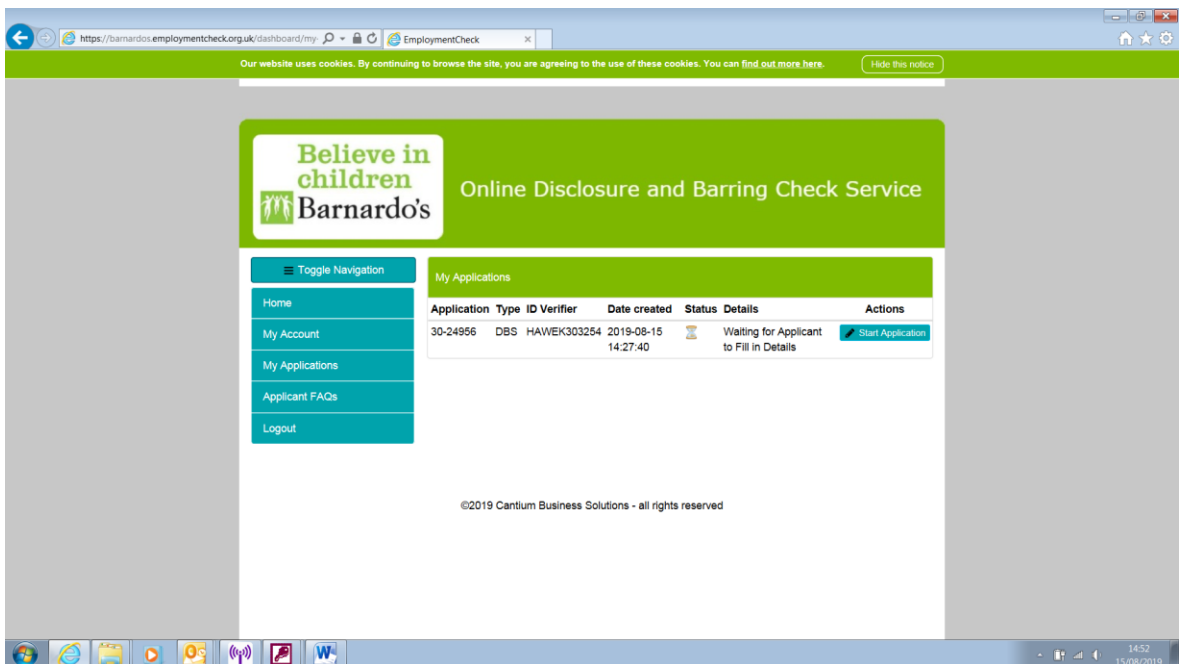 https://barnardos.employmentcheck.org.uk/dashboard/my-
EmploymentCheck
Our website uses cookies. By continuing to browse the site, you are agreeing to the use of these cookies. You can find out more here.
Hide this notice
Believe in
children
Barnardo's
Online Disclosure and Barring Check Service
Toggle Navigation
Home
My Account
My Applications
Applicant FAQs
Logout
My Applications
Application Type ID Verifier Date created Status Details Actions
30-24956 DBS HAWEK303254 2019-08-15 Waiting for Applicant Start Application
14:27:40 to Fill in Details
©2019 Cantium Business Solutions - all rights reserved
14:52
15/08/2019